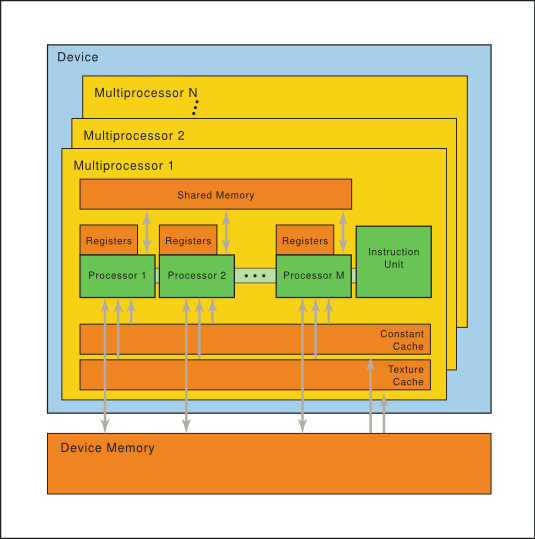 Device
Multiprocessor N
Multiprocessor 2
Multiprocessor 1
Shared Memory
Registers
Registers
Registers
Instruction
Unit
Processor 1
Processor 2
Processor M
Constant
Cache
Texture
Cache
Device Memory